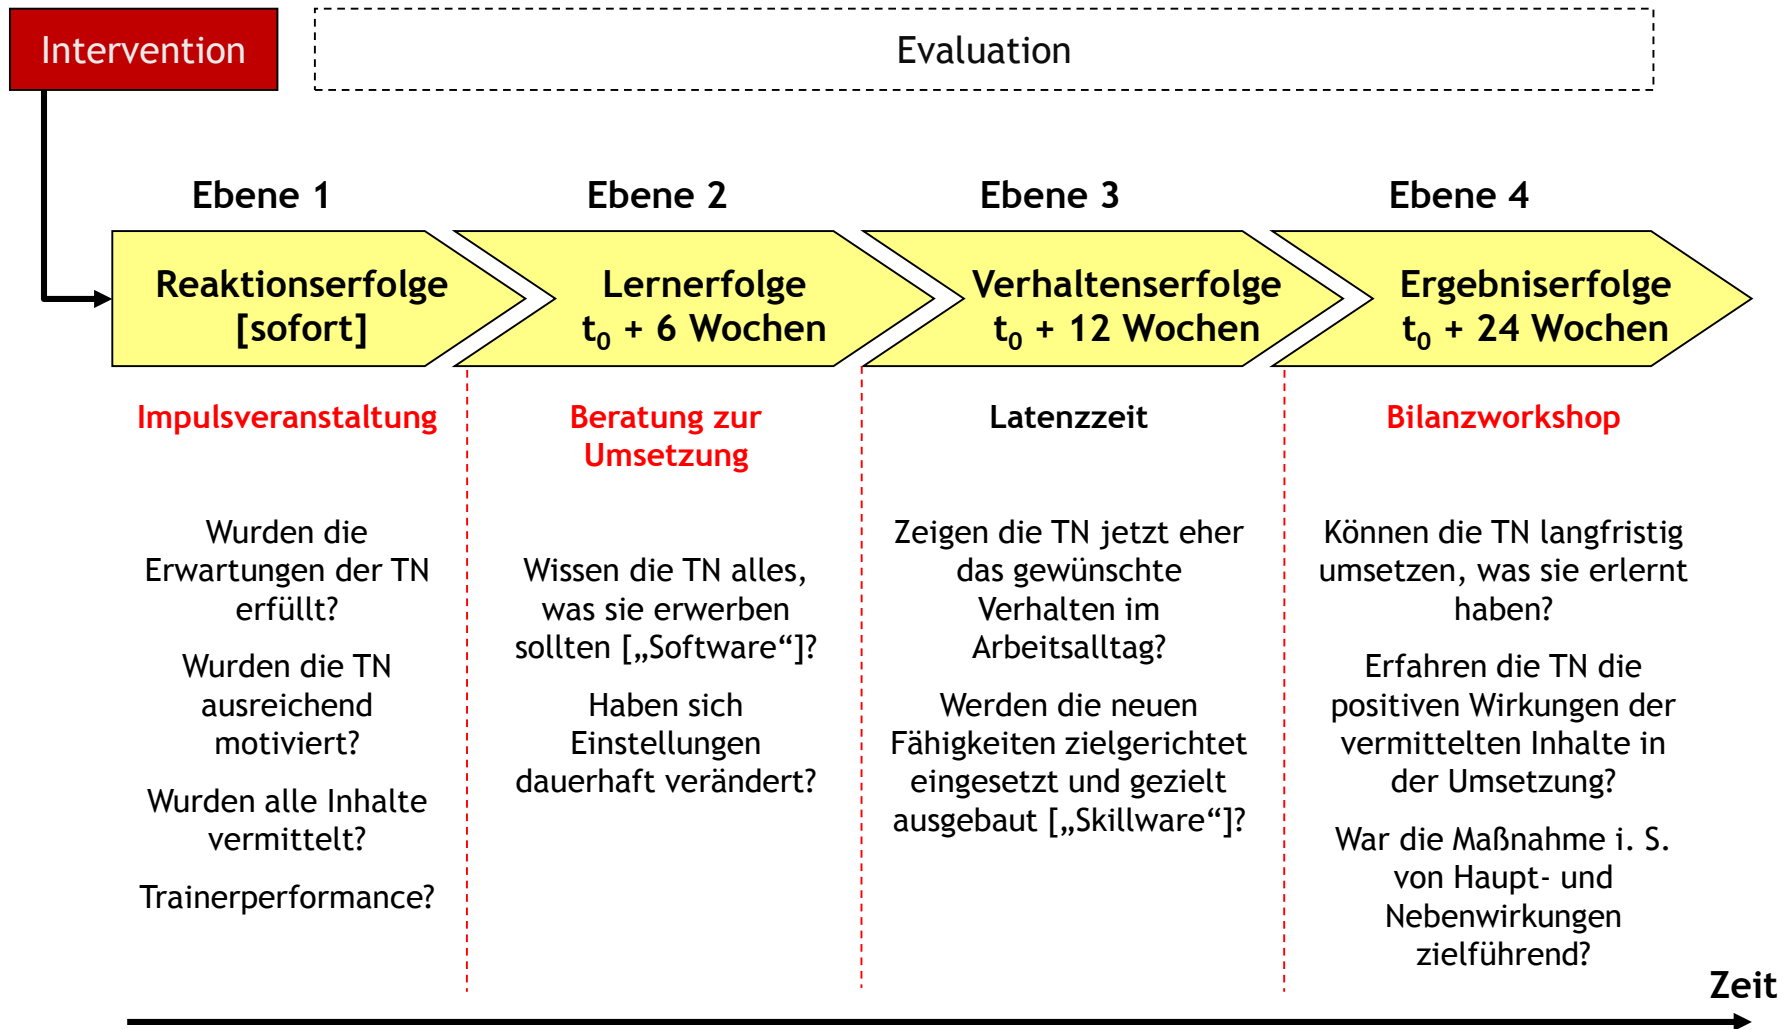 Intervention
Evaluation
Ebene 1
Ebene 2
Ebene 3
Ebene 4
Reaktionserfolge
[sofort]
Lernerfolge
t₀ + 6 Wochen
Verhaltenserfolge
t₀ + 12 Wochen
Ergebniserfolge
t₀ + 24 Wochen
Impulsveranstaltung
Wurden die
Erwartungen der TN
erfüllt?
Wurden die TN
ausreichend
motiviert?
Wurden alle Inhalte
vermittelt?
Trainerperformance?
Beratung zur
Umsetzung
Wissen die TN alles,
was sie erwerben
sollten [„Software“]?
Haben sich
Einstellungen
dauerhaft verändert?
Latenzzeit
Zeigen die TN jetzt eher
das gewünschte
Verhalten im
Arbeitsalltag?
Werden die neuen
Fähigkeiten zielgerichtet
eingesetzt und gezielt
ausgebaut [„Skillware“]?
Bilanzworkshop
Können die TN langfristig
umsetzen, was sie erlernt
haben?
Erfahren die TN die
positiven Wirkungen der
vermittelten Inhalte in
der Umsetzung?
War die Maßnahme i. S.
von Haupt- und
Nebenwirkungen
zielführend?
Zeit